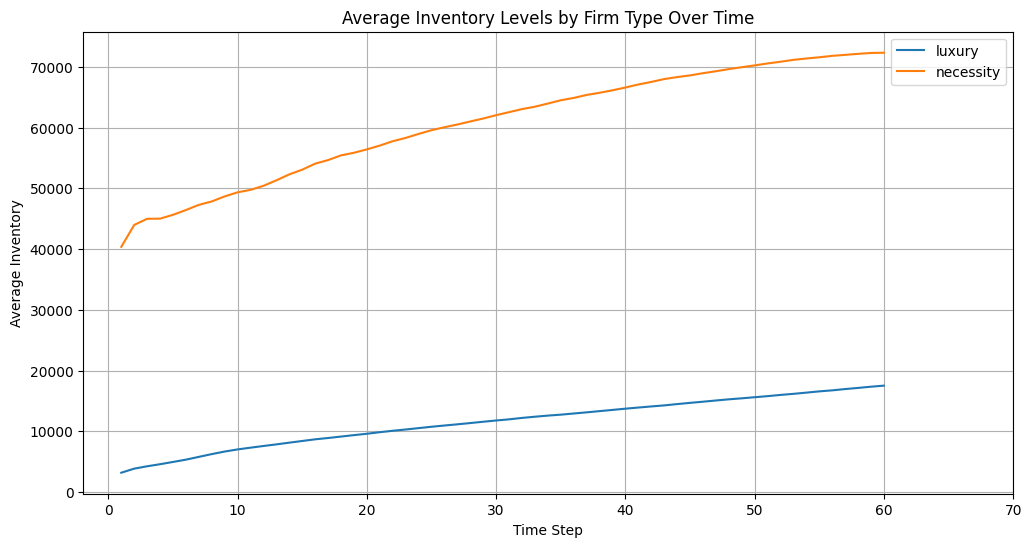 Average Inventory Levels by Firm Type Over Time
luxury
necessity
Average Inventory
70000
60000
50000
40000
30000
20000
10000
0
0 10 20 30 40 50 60 70
Time Step